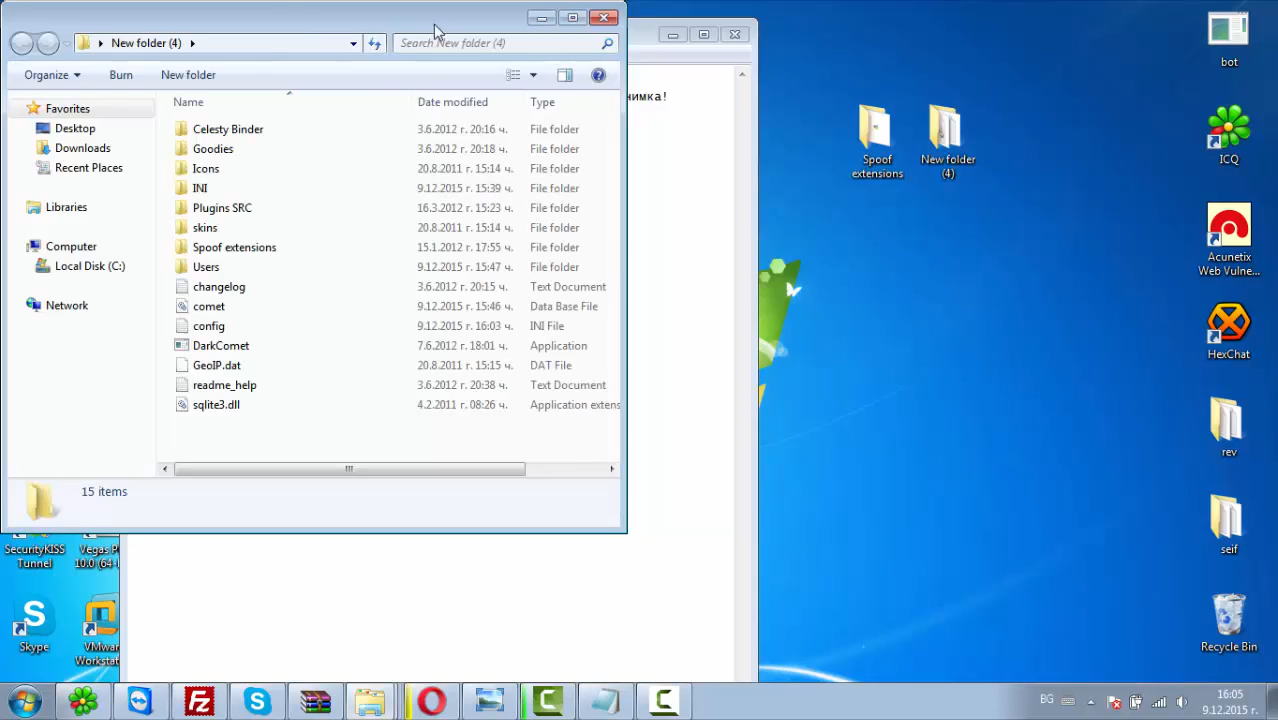 New folder (4)
Search New folder (4)
Organize
Burn
New folder
Name
Date modified
Type
Favorites
Desktop
Downloads
Recent Places
Libraries
Computer
Local Disk (C:)
Network
Celesty Binder 3.6.2012 г. 20:16 ч. File folder
Goodies 3.6.2012 г. 20:18 ч. File folder
Icons 20.8.2011 г. 15:14 ч. File folder
INI 9.12.2015 г. 15:39 ч. File folder
Plugins SRC 16.3.2012 г. 15:23 ч. File folder
skins 20.8.2011 г. 15:14 ч. File folder
Spoof extensions 15.1.2012 г. 17:55 ч. File folder
Users 9.12.2015 г. 15:47 ч. File folder
changelog 3.6.2012 г. 20:15 ч. Text Document
comet 9.12.2015 г. 15:46 ч. Data Base File
config 9.12.2015 г. 16:03 ч. INI File
DarkComet 7.6.2012 г. 18:01 ч. Application
GeoIP.dat 20.8.2011 г. 15:15 ч. DAT File
readme_help 3.6.2012 г. 20:38 ч. Text Document
sqlite3.dll 4.2.2011 г. 08:26 ч. Application extens
15 items
нимка!
Spoof
extensions
New folder
(4)
bot
ICQ
Acunetix
Web Vulne...
HexChat
rev
seif
Recycle Bin
SecurityKISS
Tunnel
Vegas P
10.0 (64-
Skype
VMwar
Workstat
BG
16:05
9.12.2015 г.